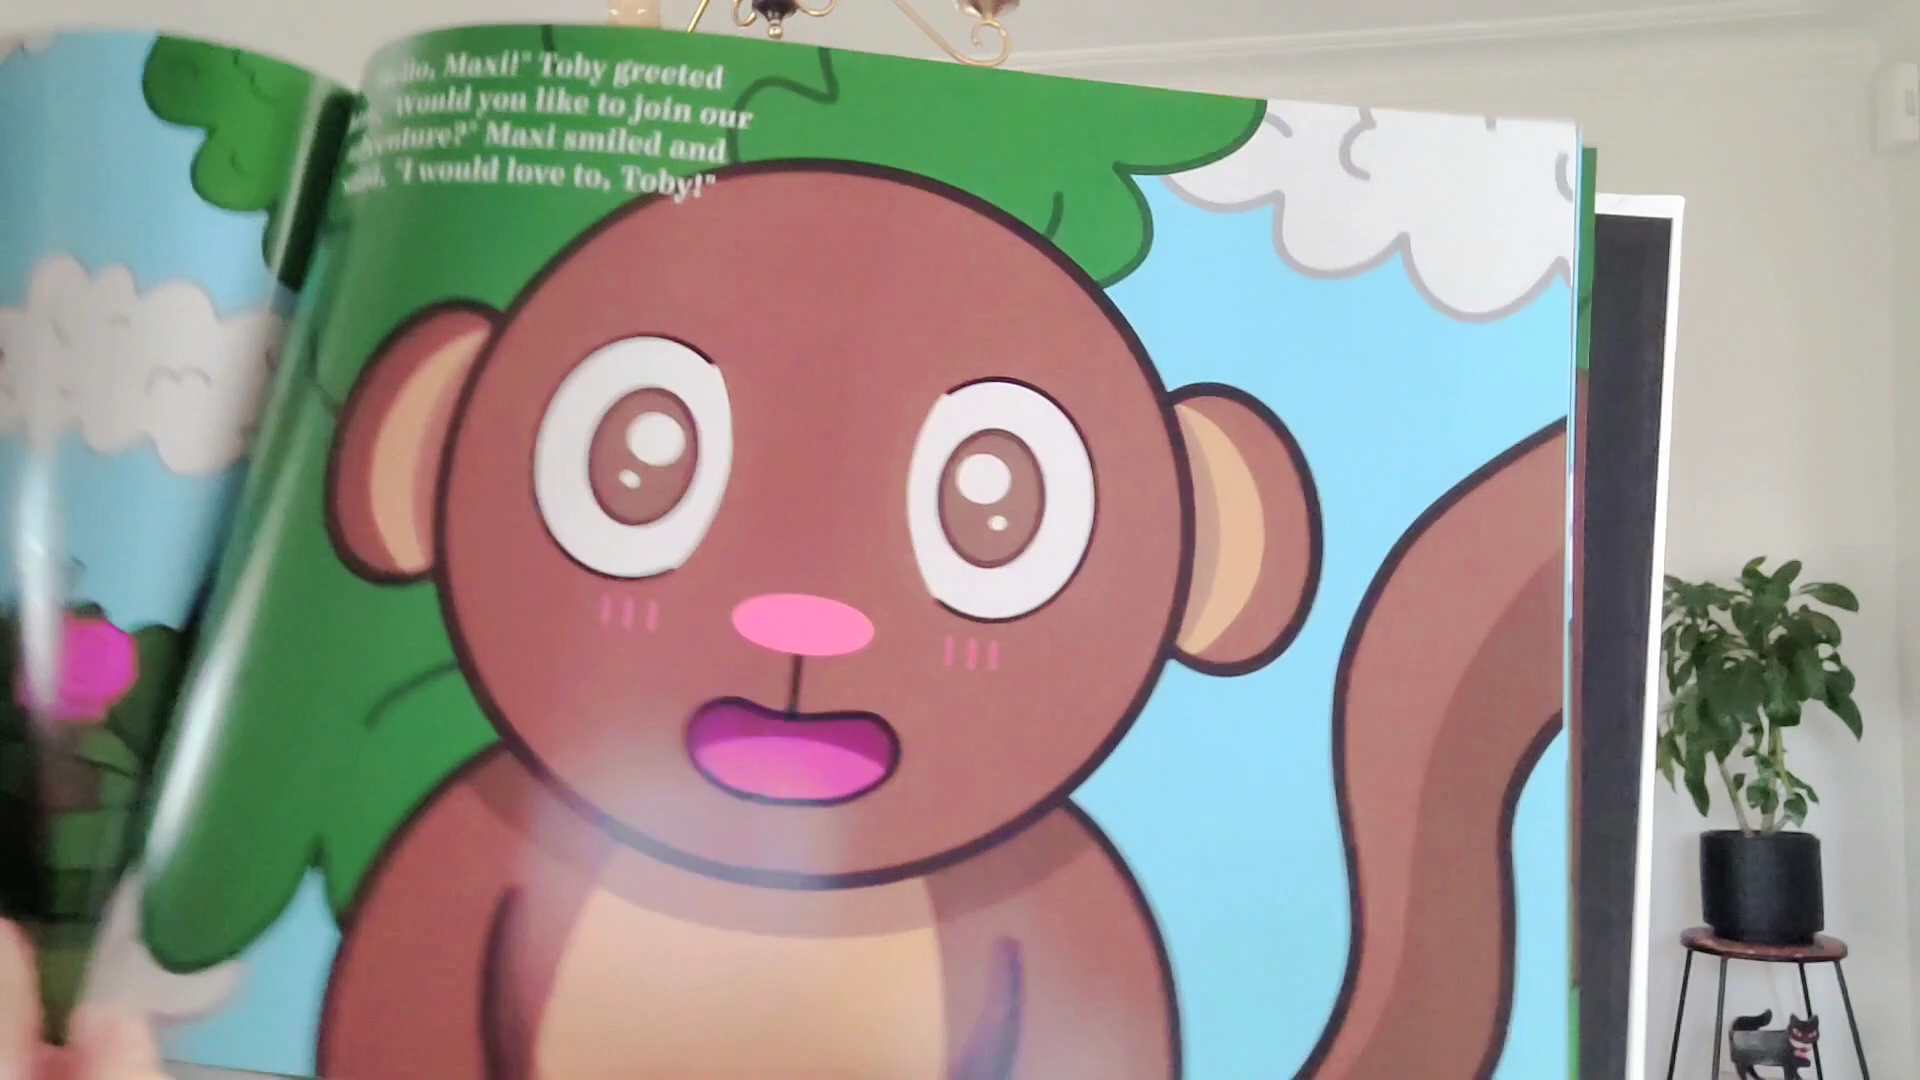 Maxi!" Toby greeted
would you like to join our
Maxi smiled and
"I would love to, Toby!"